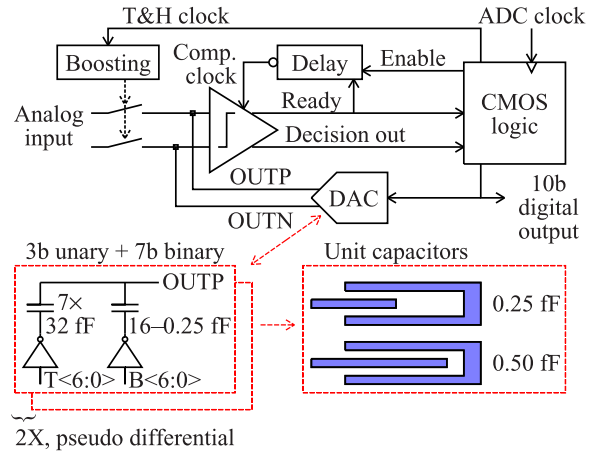 T&H clock
ADC clock
Boosting
Comp.
clock
Delay
Enable
Analog
input
Ready
CMOS
logic
Decision out
OUTP
DAC
OUTN
10b
digital
output
3b unary + 7b binary
Unit capacitors
OUTP
7×
32 fF
16–0.25 fF
0.25 fF
0.50 fF
T<6:0>
B<6:0>
2X, pseudo differential